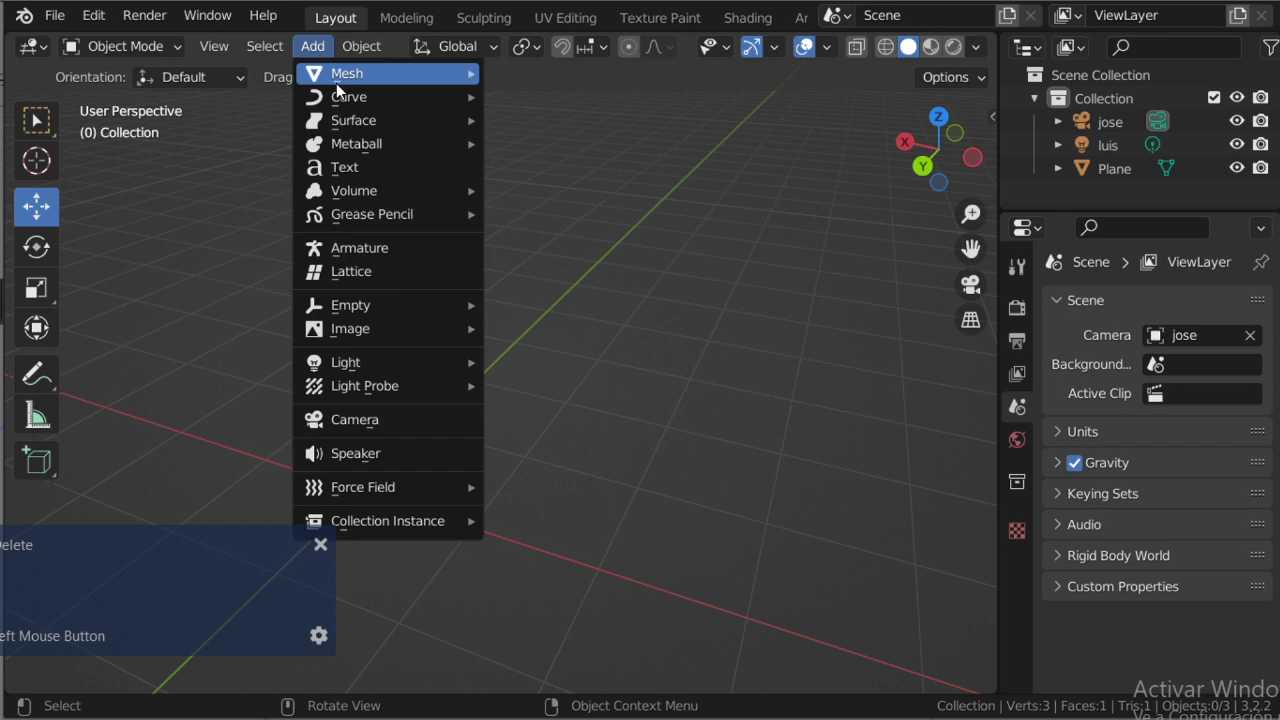 File Edit Render Window Help Layout Modeling Sculpting UV Editing Texture Paint Shading Scene ViewLayer
Object Mode View Select Add Object Global
Orientation: Default Drag Options
User Perspective
(0) Collection
Mesh
Curve
Surface
Metaball
Text
Volume
Grease Pencil
Armature
Lattice
Empty
Image
Light
Light Probe
Camera
Speaker
Force Field
Collection Instance
elete
eft Mouse Button
X
Y
Z
Scene Collection
Collection
jose
luis
Plane
Scene > ViewLayer
Scene
Camera jose
Background...
Active Clip
Units
Gravity
Keying Sets
Audio
Rigid Body World
Custom Properties
Activar Windo
Select Rotate View Object Context Menu Collection | Verts:3 | Faces:1 | Tris:1 | Objects:0/3 | 3.2.2